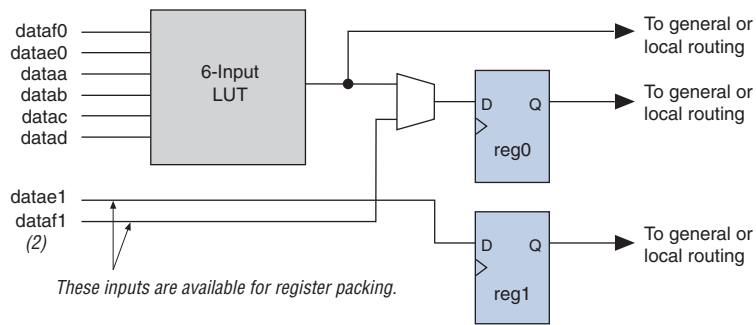 dataf0
datae0
dataa
datab
datac
datad
6-Input
LUT
To general or
local routing
D Q
reg0
To general or
local routing
datae1
dataf1
(2)
D Q
reg1
To general or
local routing
These inputs are available for register packing.